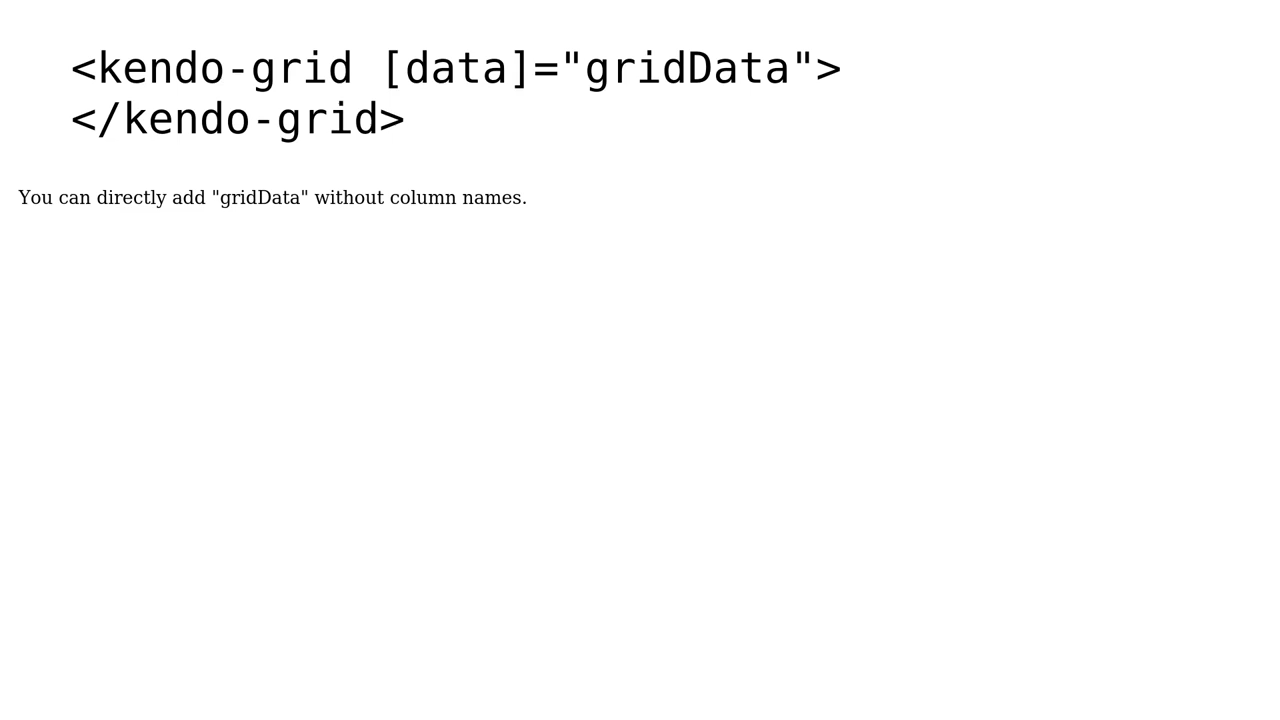 <kendo-grid [data]="gridData">
</kendo-grid>
You can directly add "gridData" without column names.